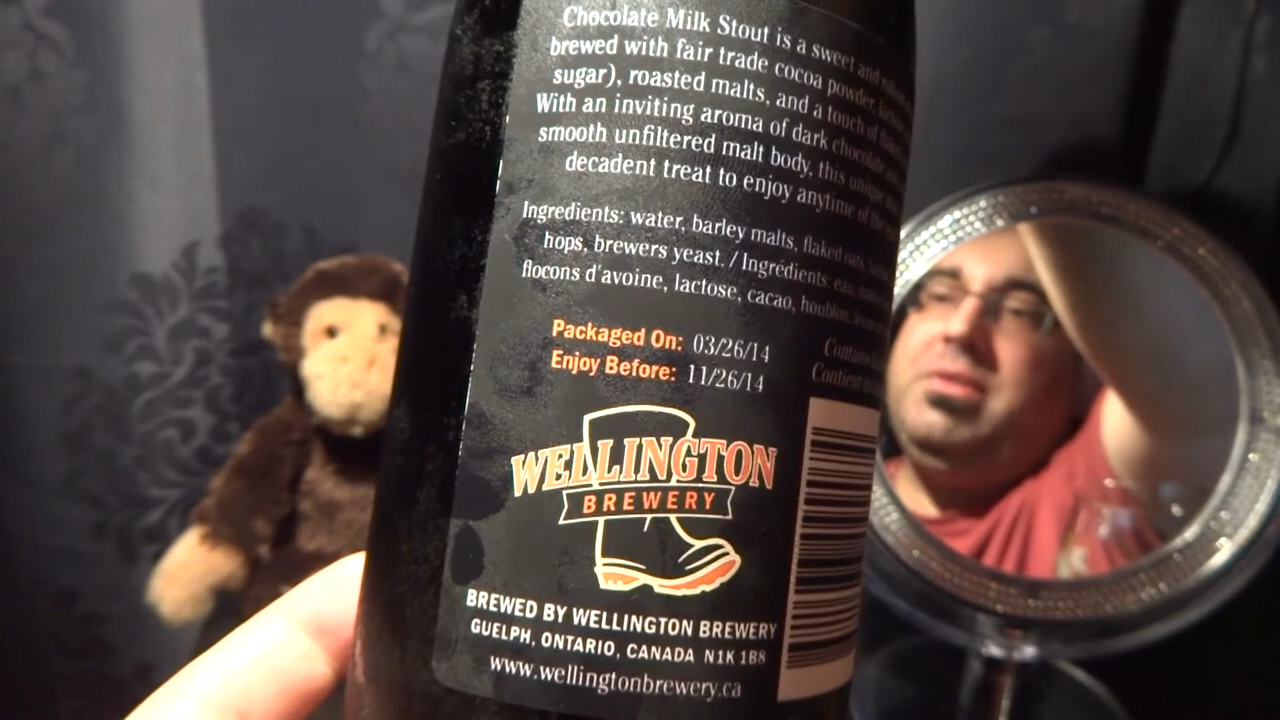 Chocolate Milk Stout is a sweet and
brewed with fair trade cocoa powder,
sugar), roasted malts, and a touch of
With an inviting aroma of dark chocolate
smooth unfiltered malt body, this unique
decadent treat to enjoy anytime of the
Ingredients: water, barley malts, flaked oats,
hops, brewers yeast. / Ingrédients: eau,
flocons d'avoine, lactose, cacao, houblon,
Packaged On: 03/26/14
Enjoy Before: 11/26/14
Contains
Contient
WELLINGTON
BREWERY
BREWED BY WELLINGTON BREWERY
GUELPH, ONTARIO, CANADA N1K 1B8
www.wellingtonbrewery.ca